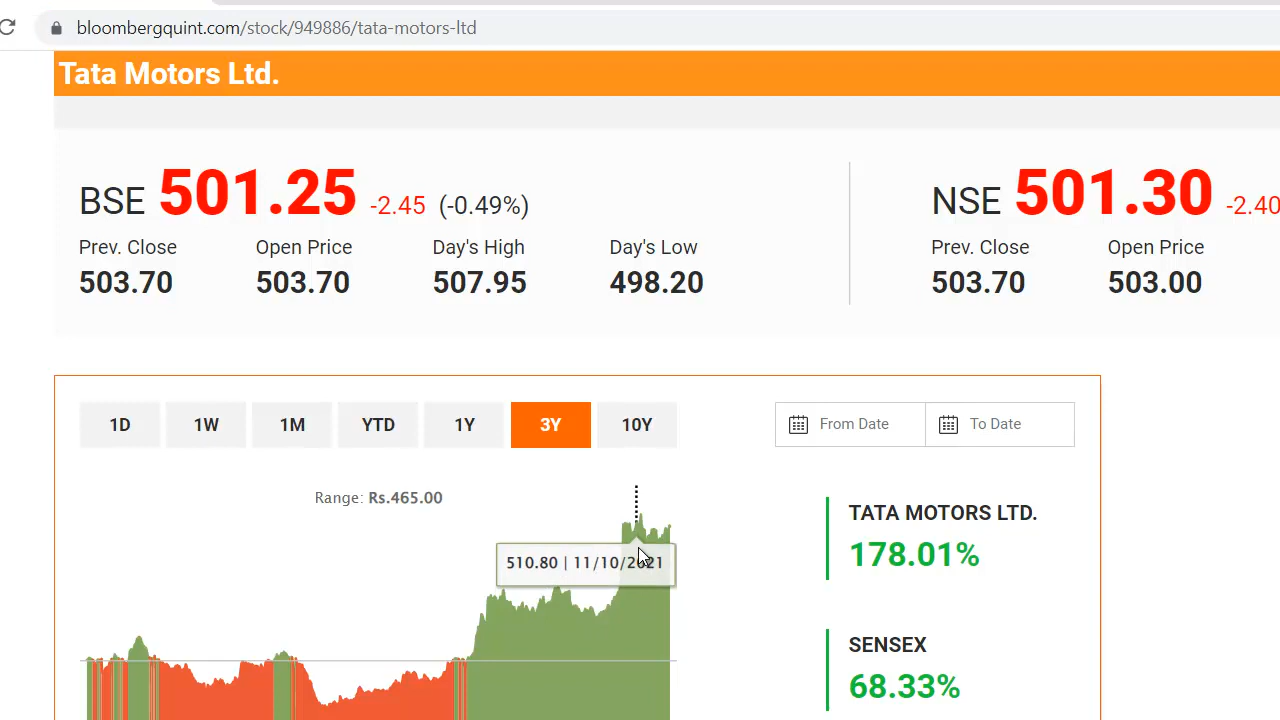 bloombergquint.com/stock/949886/tata-motors-ltd
Tata Motors Ltd.
BSE 501.25 -2.45 (-0.49%)
Prev. Close Open Price Day's High Day's Low
503.70 503.70 507.95 498.20
NSE 501.30 -2.40
Prev. Close Open Price
503.70 503.00
1D 1W 1M YTD 1Y 3Y 10Y
From Date To Date
Range: Rs.465.00
510.80 | 11/10/2021
TATA MOTORS LTD.
178.01%
SENSEX
68.33%